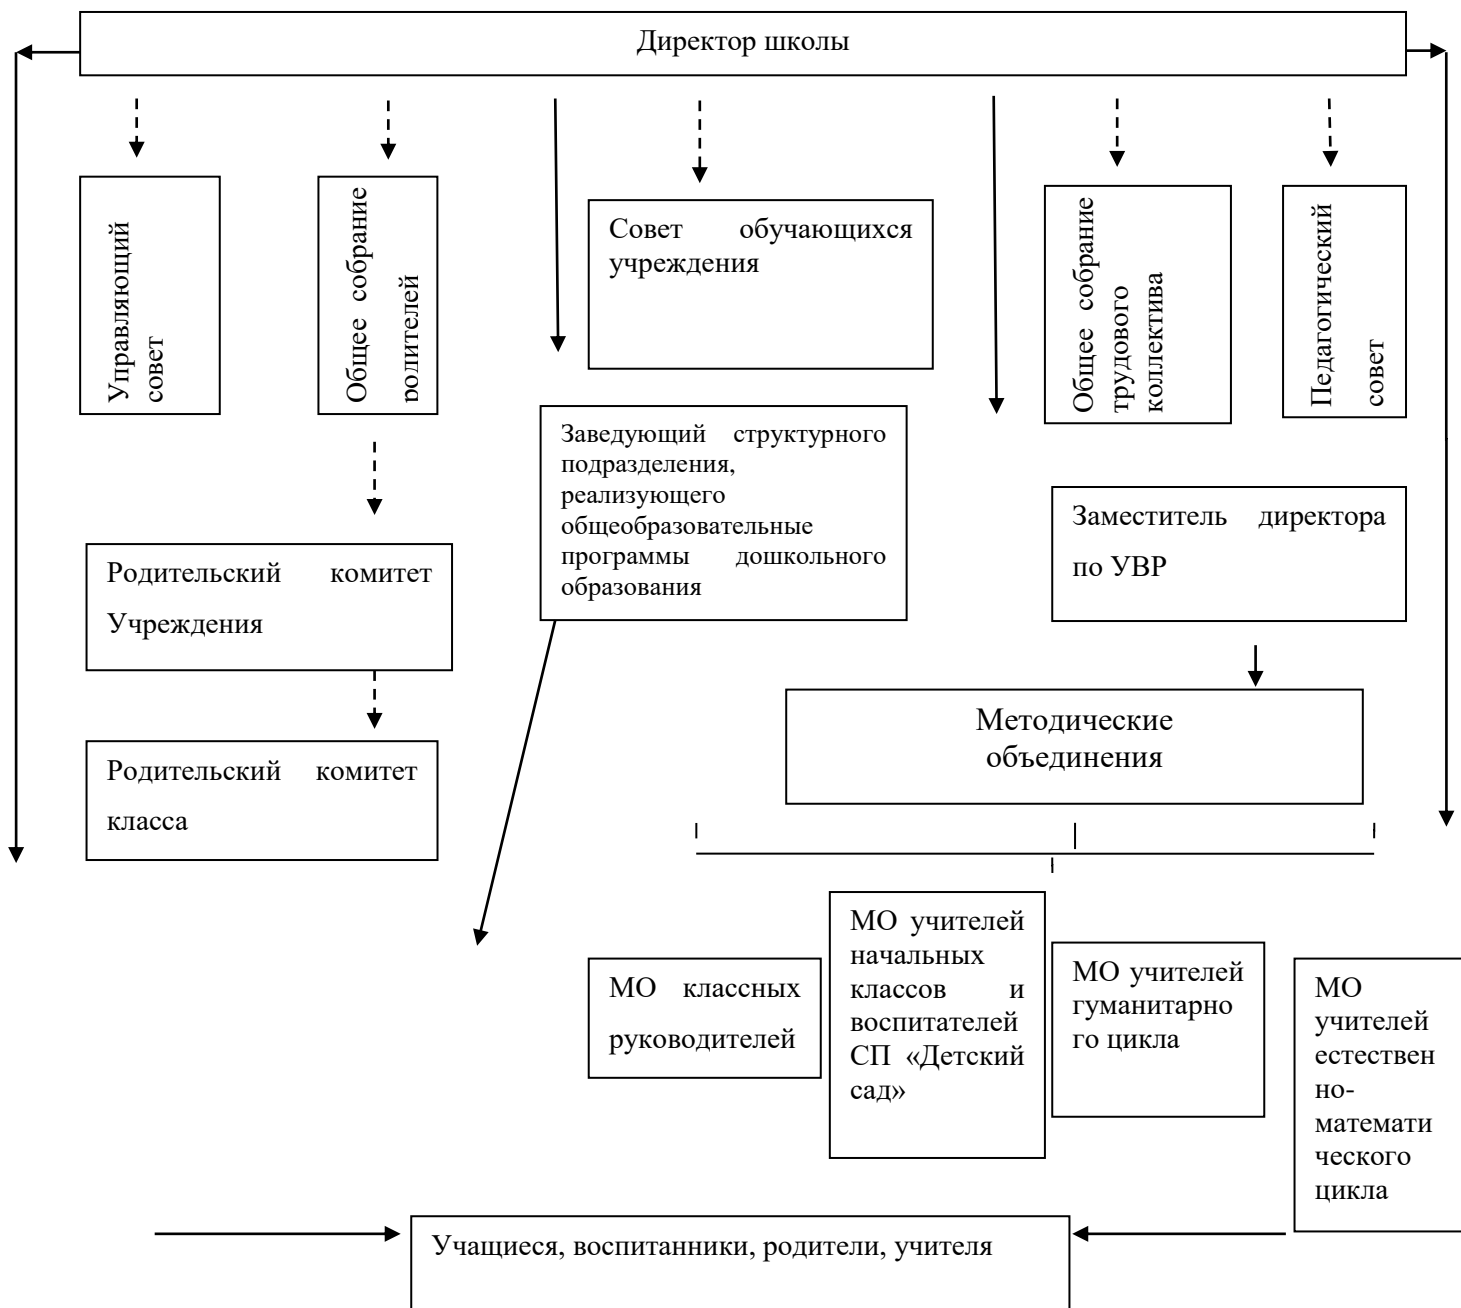 Директор школы
Управляющий
совет
Общее собрание
родителей
Совет обучающихся
учреждения
Общее собрание
трудового
коллектива
Педагогический
совет
Заведующий структурного
подразделения,
реализующего
общеобразовательные
программы дошкольного
образования
Заместитель директора
по УВР
Родительский комитет
Учреждения
Методические
объединения
Родительский комитет
класса
МО классных
руководителей
МО учителей
начальных
классов и
воспитателей
СП «Детский
сад»
МО учителей
гуманитарно
го цикла
МО
учителей
естествен
но-
математи
ческого
цикла
Учащиеся, воспитанники, родители, учителя